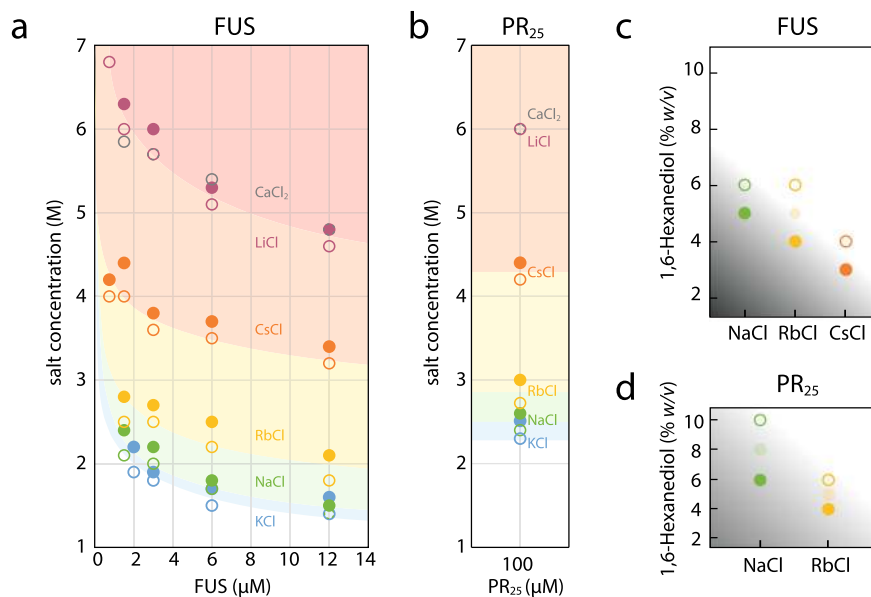 a
FUS
7
6
5
4
3
2
1
salt concentration (M)
CaCl2
LiCl
CsCl
RbCl
NaCl
KCl
0 2 4 6 8 10 12 14
FUS (μM)
b
PR25
7
6
5
4
3
2
1
salt concentration (M)
CaCl2
LiCl
CsCl
RbCl
NaCl
KCl
100
PR25 (μM)
c
FUS
10
8
6
4
2
1,6-Hexanediol (% w/v)
NaCl RbCl CsCl
d
PR25
10
8
6
4
2
1,6-Hexanediol (% w/v)
NaCl RbCl